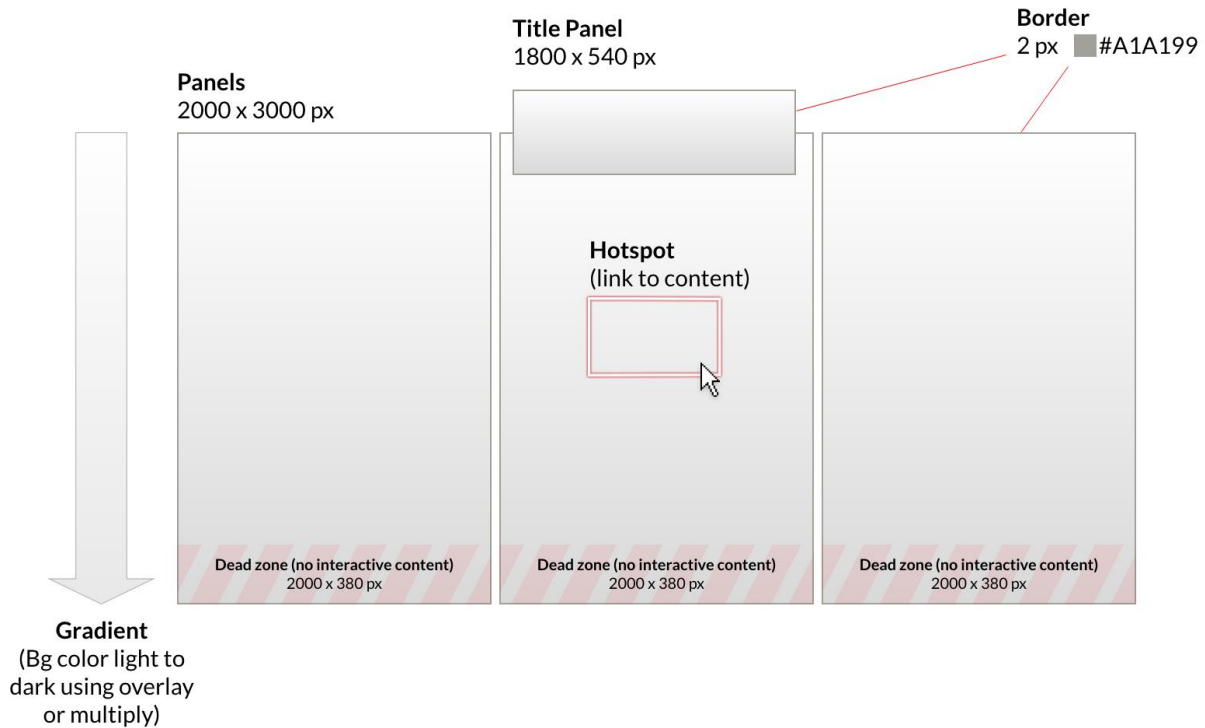 Border
2 px #A1A199
Title Panel
1800 x 540 px
Panels
2000 x 3000 px
Hotspot
(link to content)
Dead zone (no interactive content)
2000 x 380 px
Dead zone (no interactive content)
2000 x 380 px
Dead zone (no interactive content)
2000 x 380 px
Gradient
(Bg color light to
dark using overlay
or multiply)